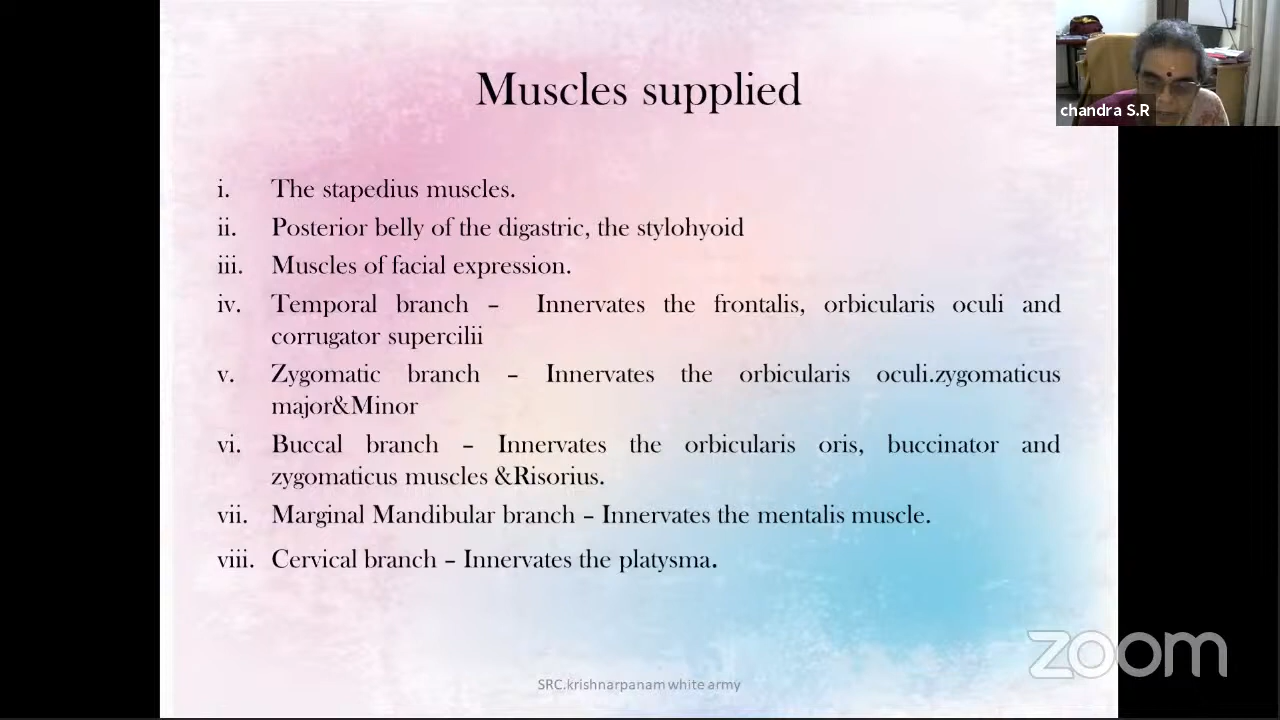 Muscles supplied
chandra S.R
i. The stapedius muscles.
ii. Posterior belly of the digastric, the stylohyoid
iii. Muscles of facial expression.
iv. Temporal branch – Innervates the frontalis, orbicularis oculi and
corrugator supercilii
v. Zygomatic branch – Innervates the orbicularis oculi.zygomaticus
major&Minor
vi. Buccal branch – Innervates the orbicularis oris, buccinator and
zygomaticus muscles &Risorius.
vii. Marginal Mandibular branch – Innervates the mentalis muscle.
viii. Cervical branch – Innervates the platysma.
zoom
SRC.krishnarpanam white army